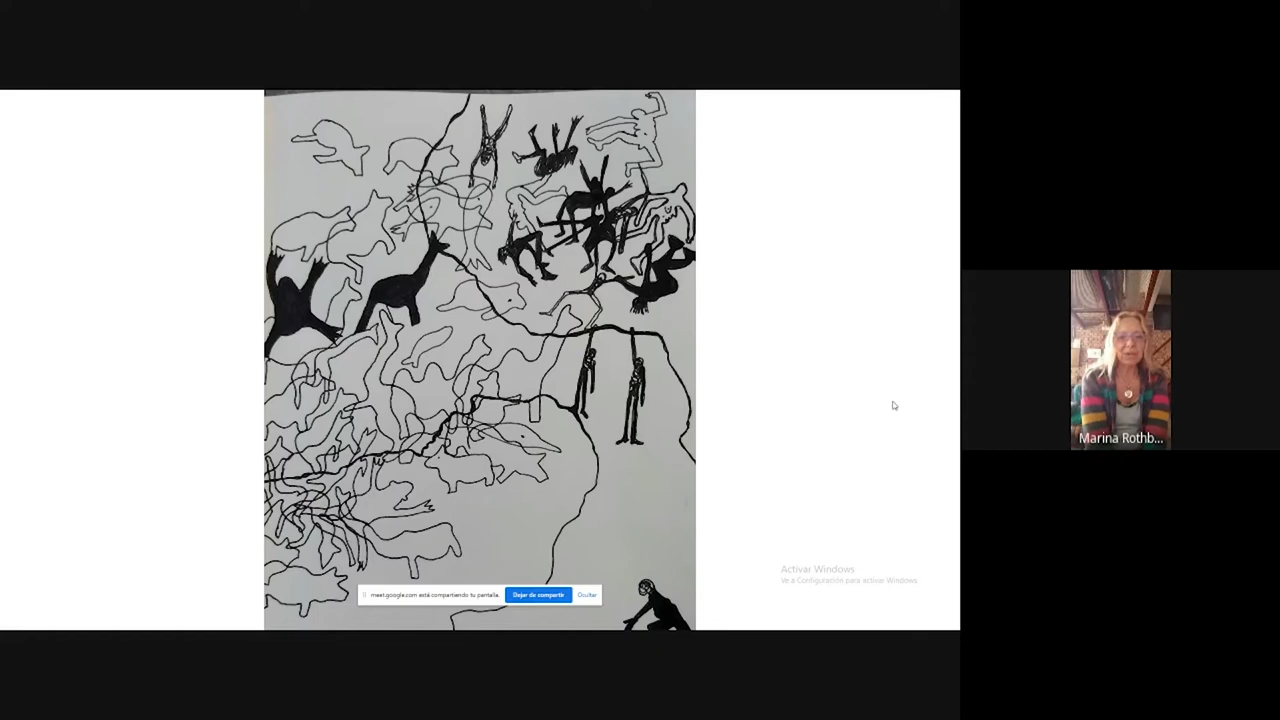 Marina Rothb...
Activar Windows
Ve a Configuración para activar Windows.
meet.google.com está compartiendo tu pantalla.
Dejar de compartir
Ocultar